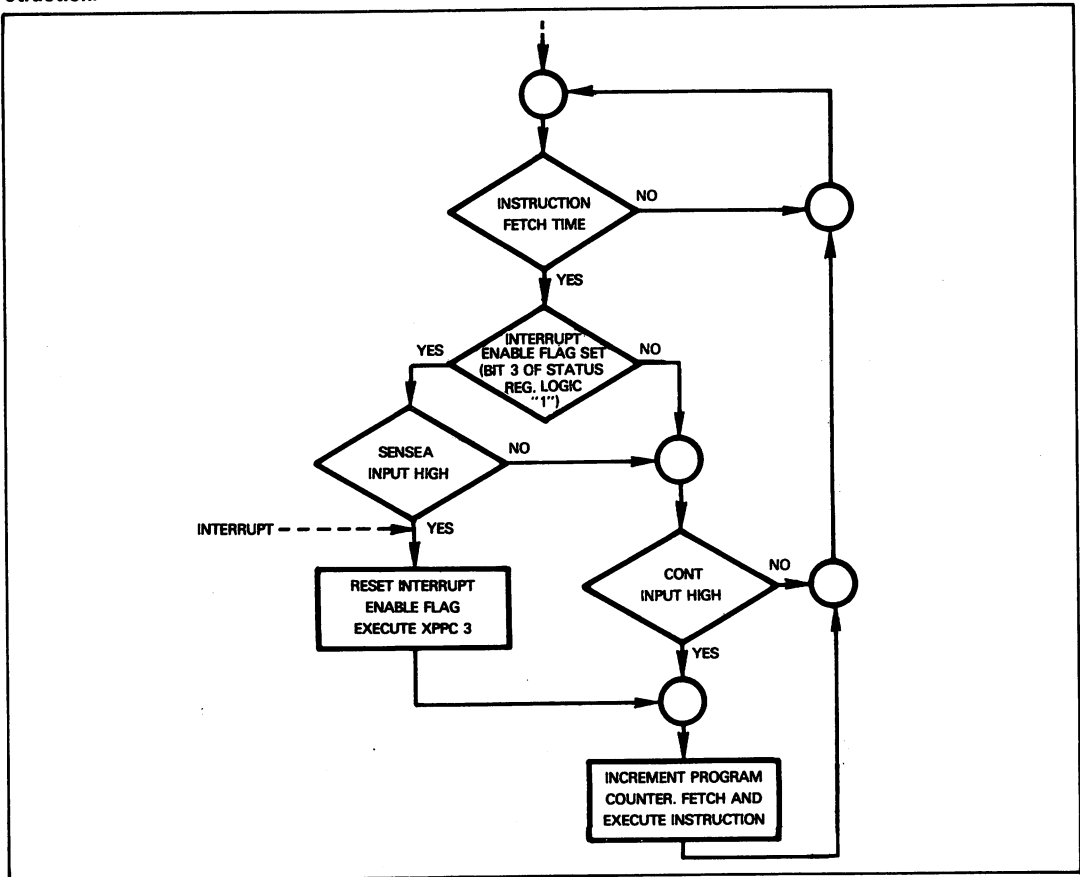 struction.
INSTRUCTION
FETCH TIME
NO
YES
INTERRUPT
ENABLE FLAG SET
(BIT 3 OF STATUS
REG. LOGIC
"1")
YES
NO
SENSEA
INPUT HIGH
NO
INTERRUPT
YES
CONT
INPUT HIGH
NO
RESET INTERRUPT
ENABLE FLAG
EXECUTE XPPC 3
YES
INCREMENT PROGRAM
COUNTER. FETCH AND
EXECUTE INSTRUCTION